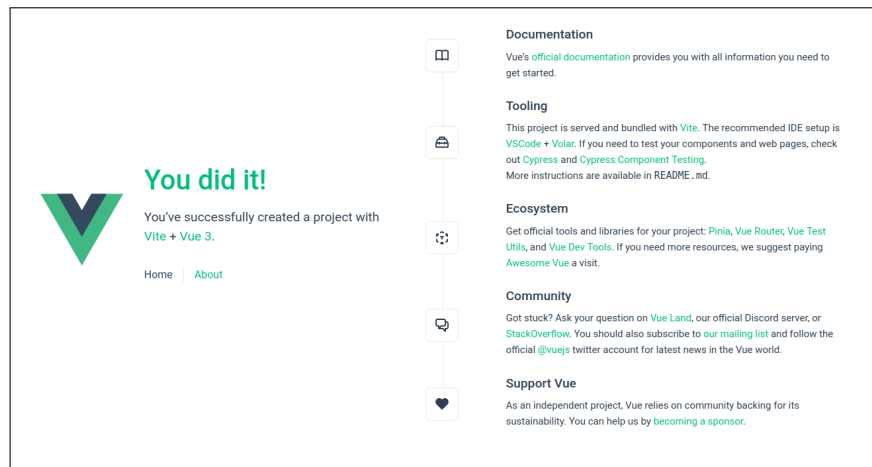 You did it!
You’ve successfully created a project with
Vite + Vue 3.
Home
About
Documentation
Vue’s official documentation provides you with all information you need to
get started.
Tooling
This project is served and bundled with Vite. The recommended IDE setup is
VSCode + Volar. If you need to test your components and web pages, check
out Cypress and Cypress Component Testing.
More instructions are available in README.md.
Ecosystem
Get official tools and libraries for your project: Pinia, Vue Router, Vue Test
Utils, and Vue Dev Tools. If you need more resources, we suggest paying
Awesome Vue a visit.
Community
Got stuck? Ask your question on Vue Land, our official Discord server, or
StackOverflow. You should also subscribe to our mailing list and follow the
official @vuejs twitter account for latest news in the Vue world.
Support Vue
As an independent project, Vue relies on community backing for its
sustainability. You can help us by becoming a sponsor.